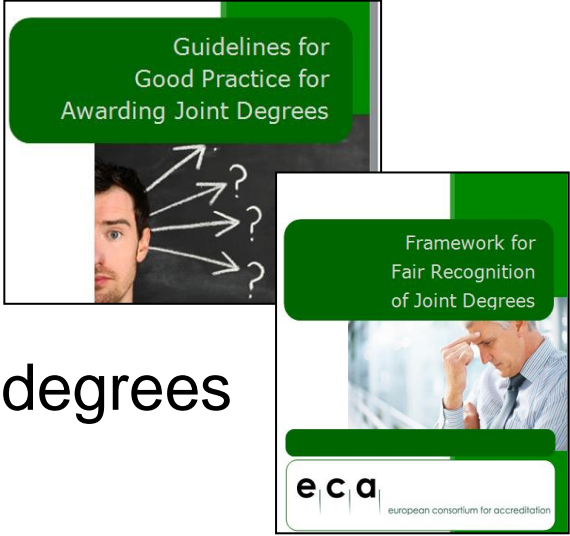 Guidelines for
Good Practice for
Awarding Joint Degrees
?
?
?
?
Framework for
Fair Recognition
of Joint Degrees
degrees
e c a
european consortium for accreditation